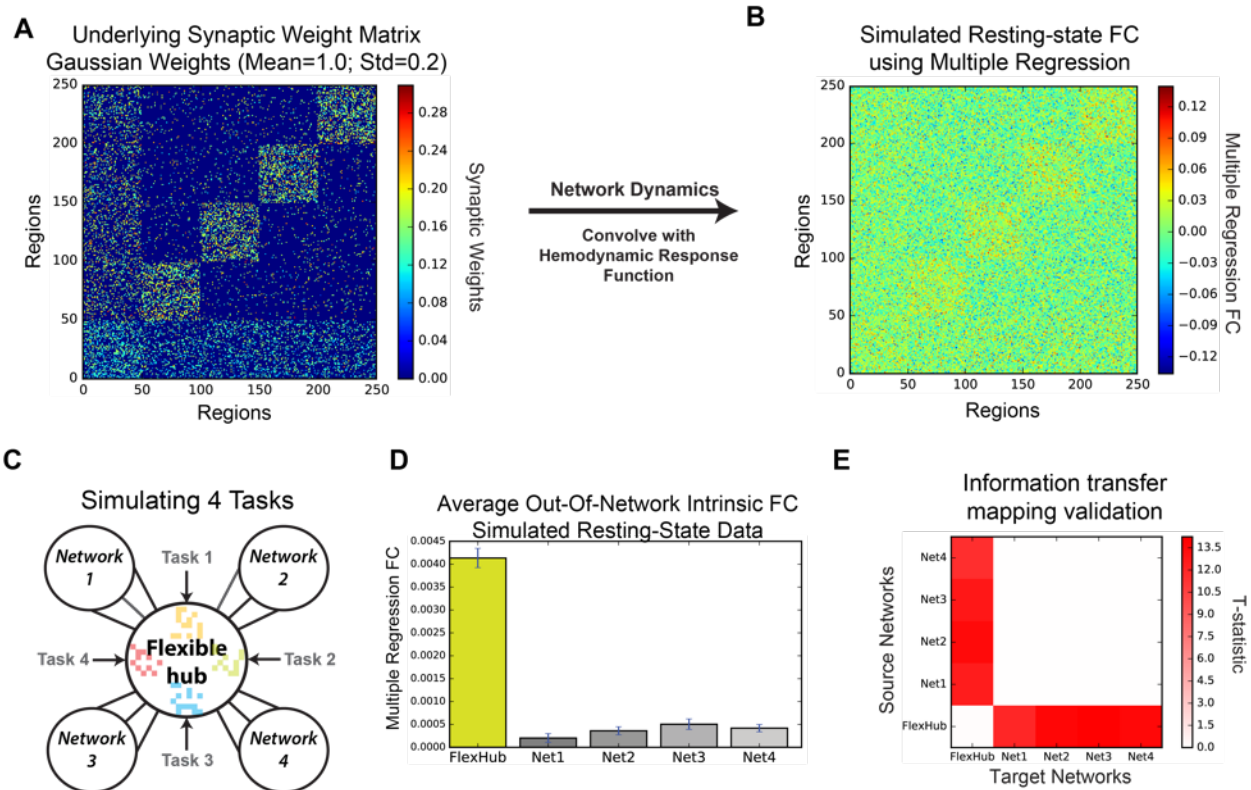 A
Underlying Synaptic Weight Matrix
Gaussian Weights (Mean=1.0; Std=0.2)
250
200
150
100
50
0
0 50 100 150 200 250
Regions
Regions
0.28
0.24
0.20
0.16
0.12
0.08
0.04
0.00
Synaptic Weights
Network Dynamics
Convolve with
Hemodynamic Response
Function
B
Simulated Resting-state FC
using Multiple Regression
250
200
150
100
50
0
0 50 100 150 200 250
Regions
Regions
0.12
0.09
0.06
0.03
0.00
−0.03
−0.06
−0.09
−0.12
Multiple Regression FC
C
Simulating 4 Tasks
Network
1
Task 1
Network
2
Task 4
Flexible
hub
Task 2
Network
3
Task 3
Network
4
D
Average Out-Of-Network Intrinsic FC
Simulated Resting-State Data
0.0045
0.0040
0.0035
0.0030
0.0025
0.0020
0.0015
0.0010
0.0005
0.0000
Multiple Regression FC
FlexHub Net1 Net2 Net3 Net4
E
Information transfer
mapping validation
Net4
Net3
Net2
Net1
FlexHub
Source Networks
FlexHub Net1 Net2 Net3 Net4
Target Networks
13.5
12.0
10.5
9.0
7.5
6.0
4.5
3.0
1.5
0.0
T-statistic